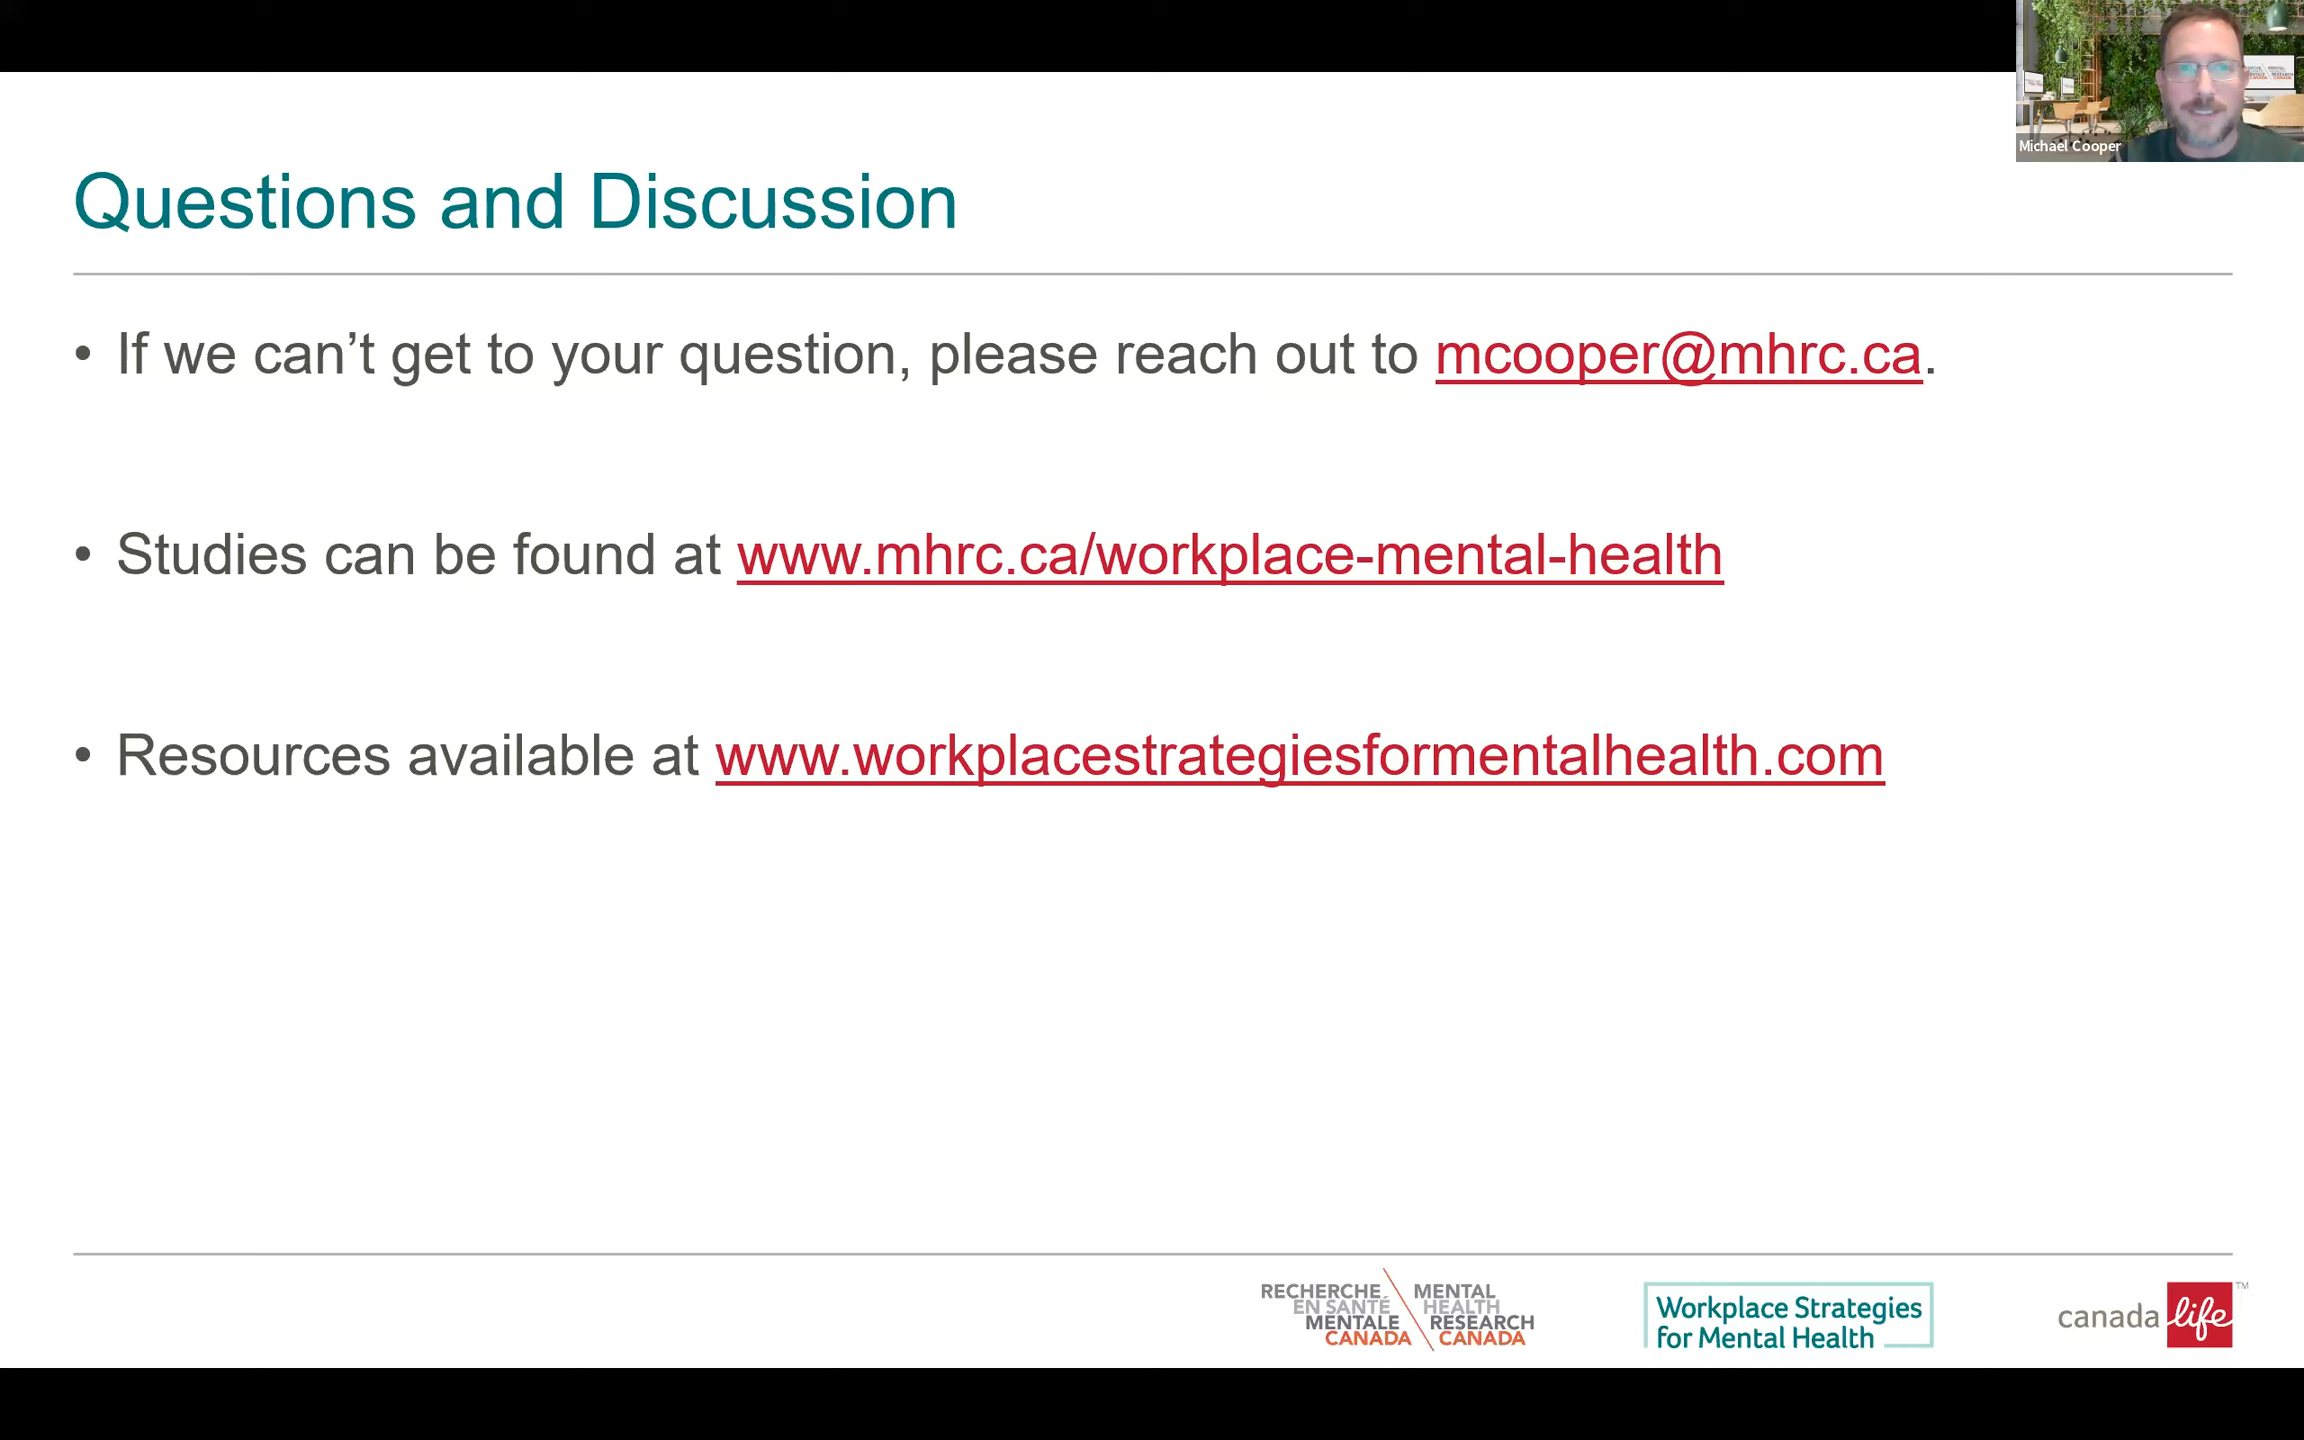 Michael Cooper
Questions and Discussion
• If we can’t get to your question, please reach out to mcooper@mhrc.ca.
• Studies can be found at www.mhrc.ca/workplace-mental-health
• Resources available at www.workplacestrategiesformentalhealth.com
RECHERCHE
EN SANTÉ
MENTALE
CANADA
MENTAL
HEALTH
RESEARCH
CANADA
Workplace Strategies
for Mental Health
canada life™